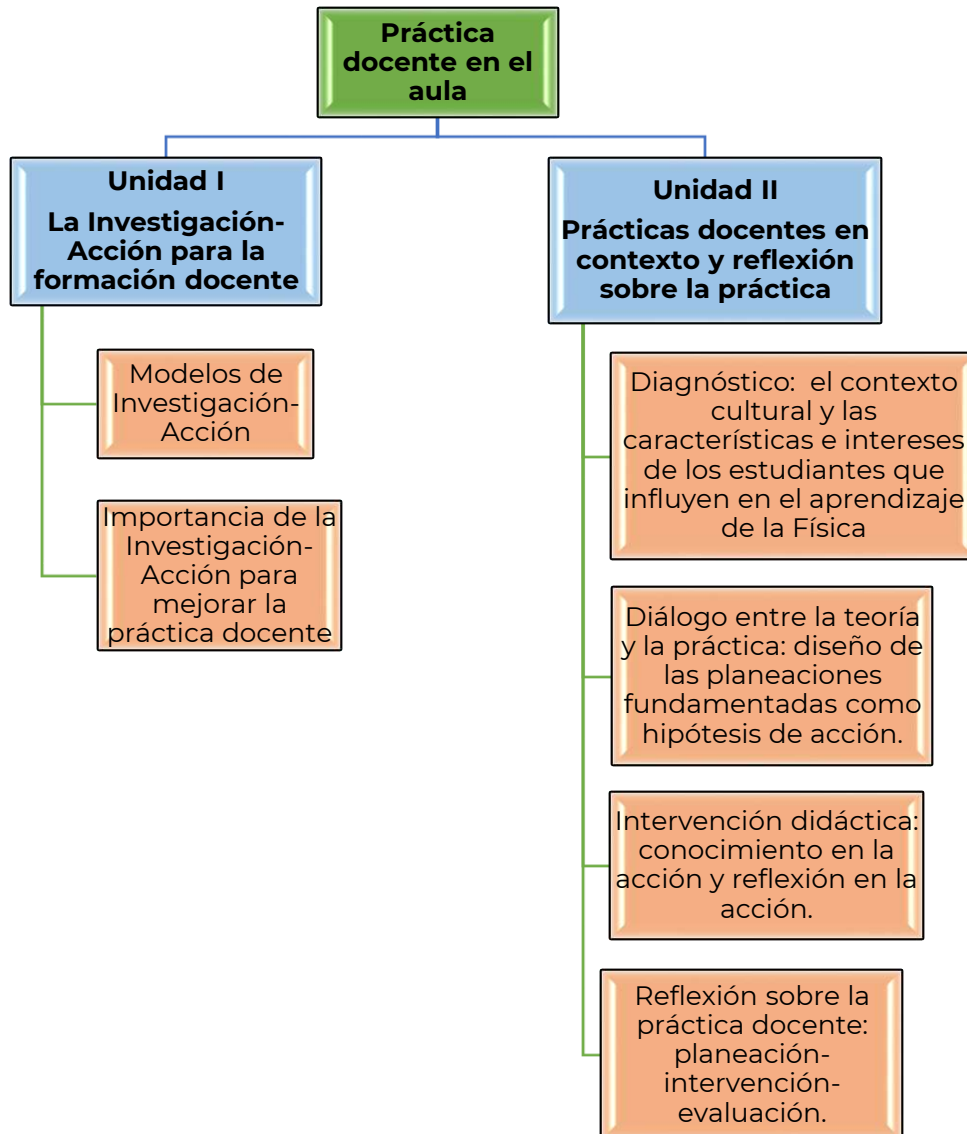 Práctica
docente en el
aula
Unidad I
La Investigación-
Acción para la
formación docente
Modelos de
Investigación-
Acción
Importancia de la
Investigación-
Acción para
mejorar la
práctica docente
Unidad II
Prácticas docentes en
contexto y reflexión
sobre la práctica
Diagnóstico: el contexto
cultural y las
características e intereses
de los estudiantes que
influyen en el aprendizaje
de la Física
Diálogo entre la teoría
y la práctica: diseño de
las planeaciones
fundamentadas como
hipótesis de acción.
Intervención didáctica:
conocimiento en la
acción y reflexión en la
acción.
Reflexión sobre la
práctica docente:
planeación-
intervención-
evaluación.